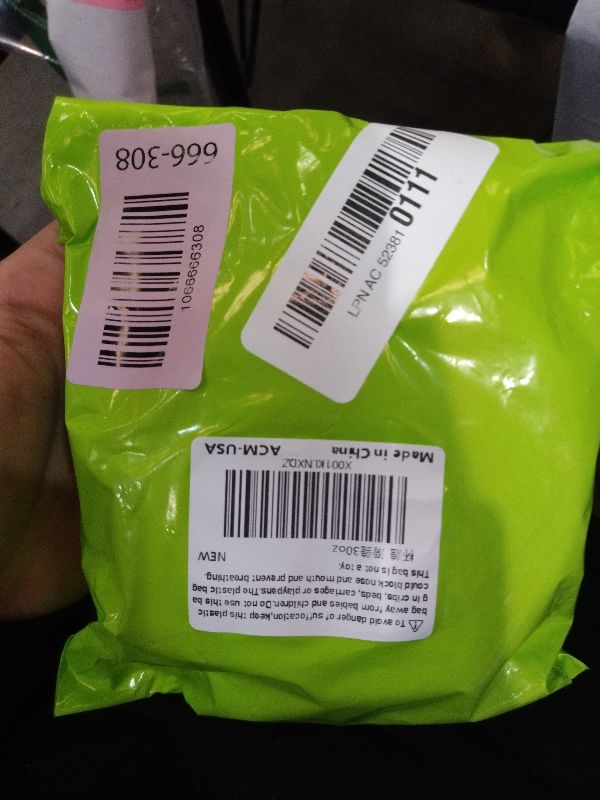 666-308
1066666308
LPN AC 52381 0111
To avoid danger of suffocation,keep this plastic
bag away from babies and children.Do not use this ba
g in cribs, beds, carriages or playpens.The plastic bag
could block nose and mouth and prevent breathing.
This bag is not a toy.
NEW
30oz
X001KLNXDZ
Made in China ACM-USA